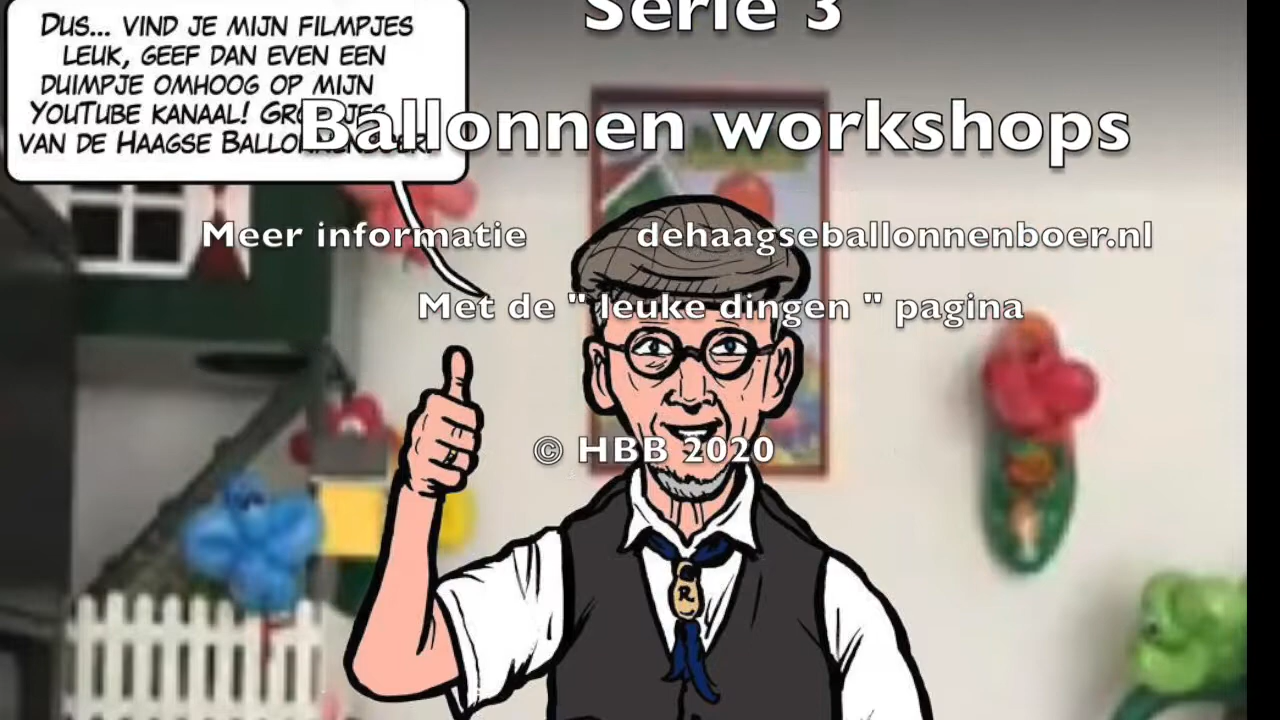 Serie 3
DUS... VIND JE MIJN FILMPJES
LEUK, GEEF DAN EVEN EEN
DUIMPJE OMHOOG OP MIJN
YOUTUBE KANAAL!
VAN DE HAAGSE
Ballonnen workshops
Meer informatie dehaagseballonnenboer.nl
Met de " leuke dingen " pagina
© HBB 2020
R